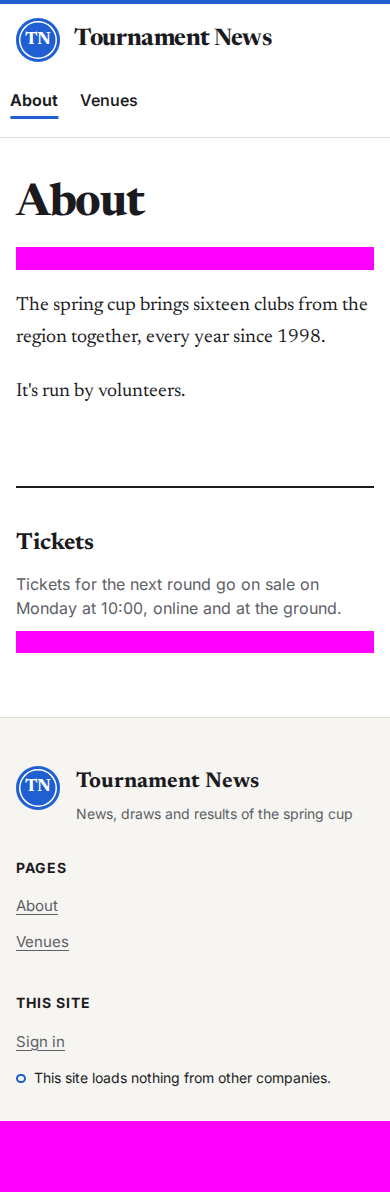 TN
Tournament News
About Venues
About
The spring cup brings sixteen clubs from the
region together, every year since 1998.
It's run by volunteers.
Tickets
Tickets for the next round go on sale on
Monday at 10:00, online and at the ground.
TN
Tournament News
News, draws and results of the spring cup
PAGES
About
Venues
THIS SITE
Sign in
This site loads nothing from other companies.